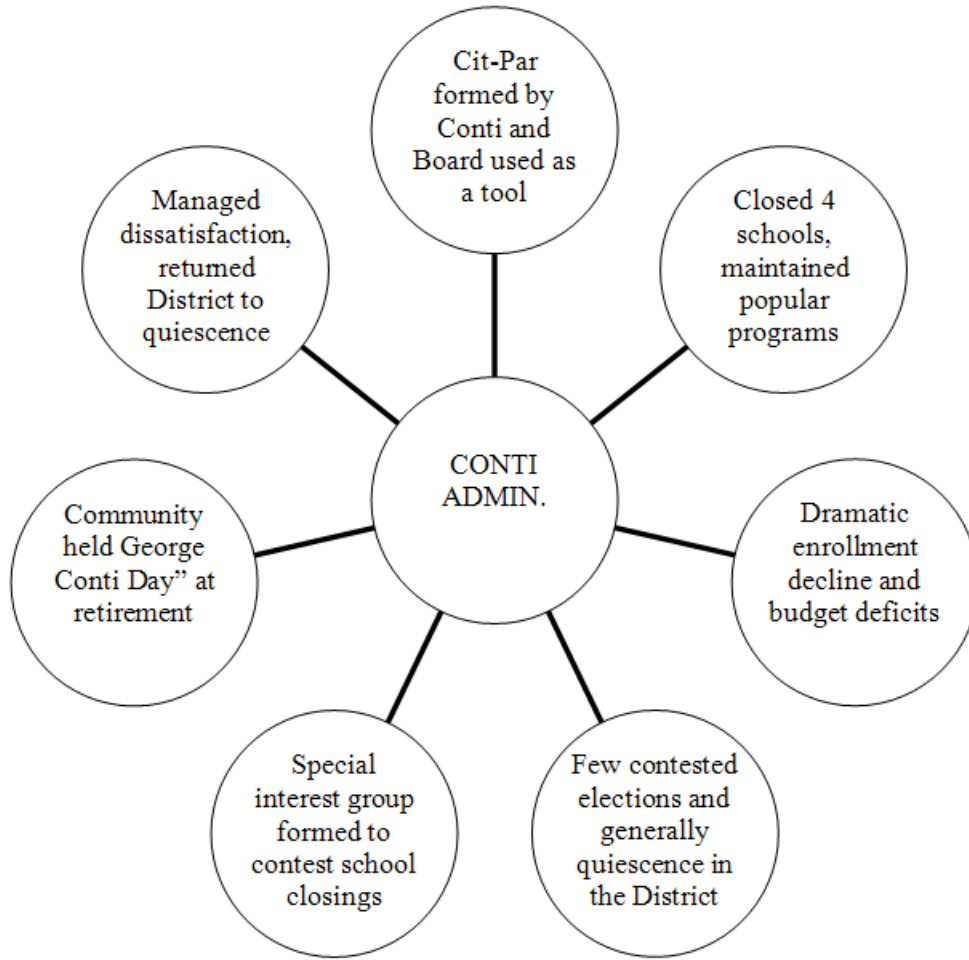 Cit-Par
formed by
Conti and
Board used as
a tool
Closed 4
schools,
maintained
popular
programs
Dramatic
enrollment
decline and
budget deficits
Few contested
elections and
generally
quiescence in
the District
Special
interest group
formed to
contest school
closings
Community
held George
Conti Day” at
retirement
Managed
dissatisfaction,
returned
District to
quiescence
CONTI
ADMIN.